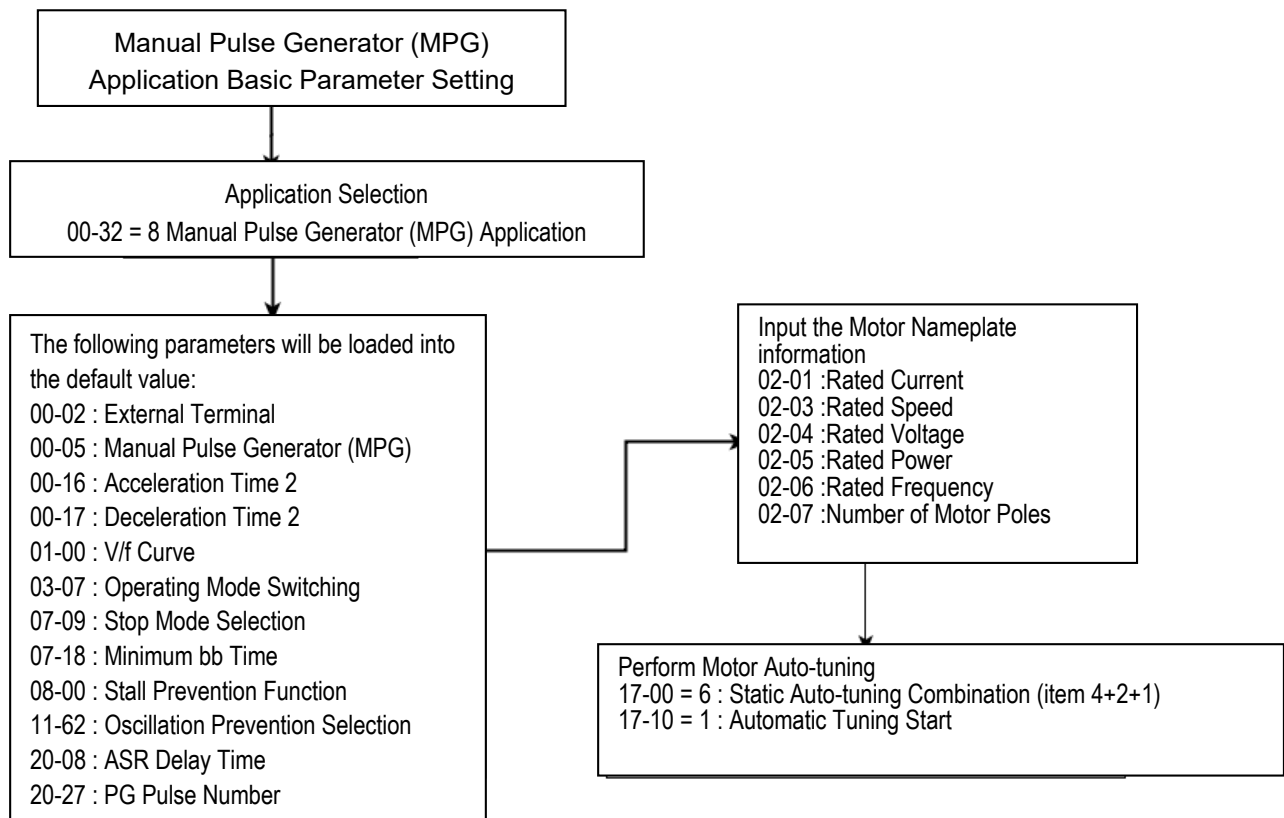 Manual Pulse Generator (MPG)
Application Basic Parameter Setting
Application Selection
00-32 = 8 Manual Pulse Generator (MPG) Application
The following parameters will be loaded into
the default value:
00-02 : External Terminal
00-05 : Manual Pulse Generator (MPG)
00-16 : Acceleration Time 2
00-17 : Deceleration Time 2
01-00 : V/f Curve
03-07 : Operating Mode Switching
07-09 : Stop Mode Selection
07-18 : Minimum bb Time
08-00 : Stall Prevention Function
11-62 : Oscillation Prevention Selection
20-08 : ASR Delay Time
20-27 : PG Pulse Number
Input the Motor Nameplate
information
02-01 :Rated Current
02-03 :Rated Speed
02-04 :Rated Voltage
02-05 :Rated Power
02-06 :Rated Frequency
02-07 :Number of Motor Poles
Perform Motor Auto-tuning
17-00 = 6 : Static Auto-tuning Combination (item 4+2+1)
17-10 = 1 : Automatic Tuning Start